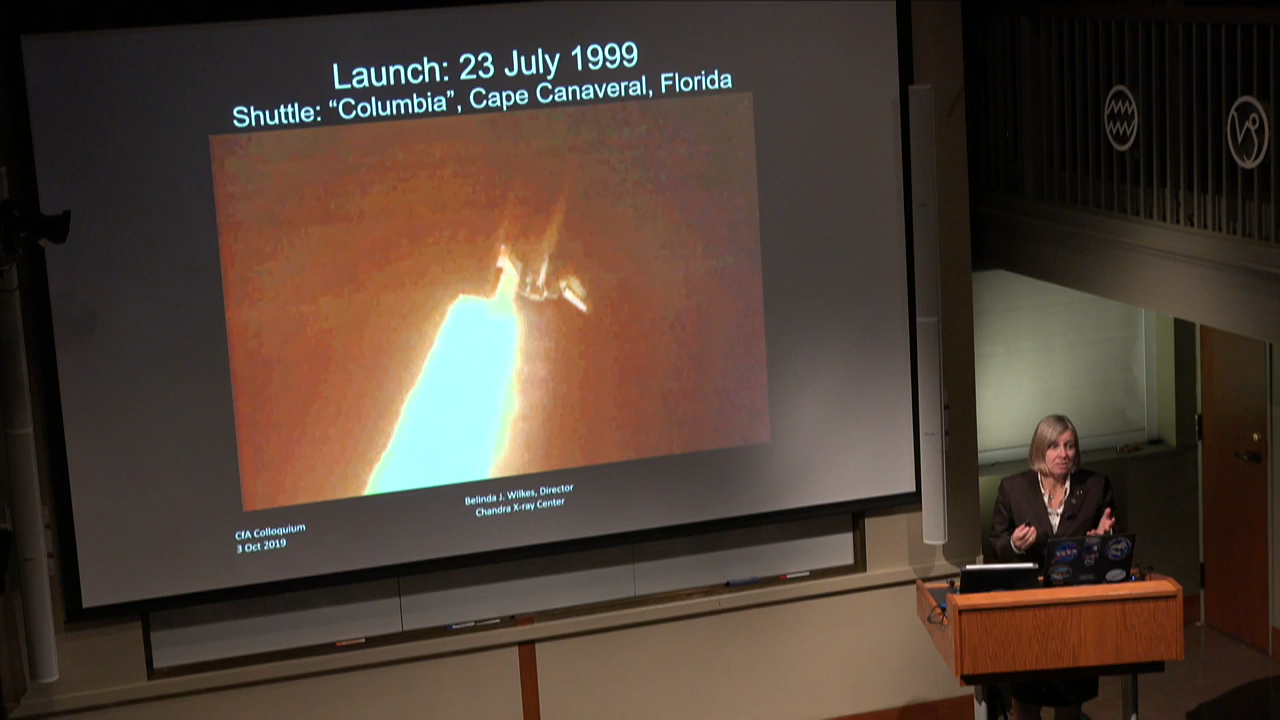 Launch: 23 July 1999
Shuttle: “Columbia”, Cape Canaveral, Florida
Belinda J. Wilkes, Director
Chandra X-ray Center
CfA Colloquium
3 Oct 2019
NASA